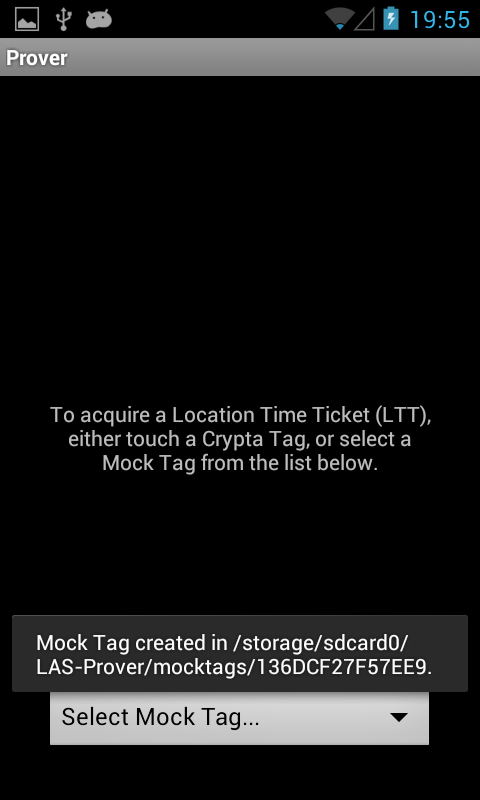 19:55
Prover
To acquire a Location Time Ticket (LTT),
either touch a Crypta Tag, or select a
Mock Tag from the list below.
Mock Tag created in /storage/sdcard0/
LAS-Prover/mocktags/136DCF27F57EE9.
Select Mock Tag...